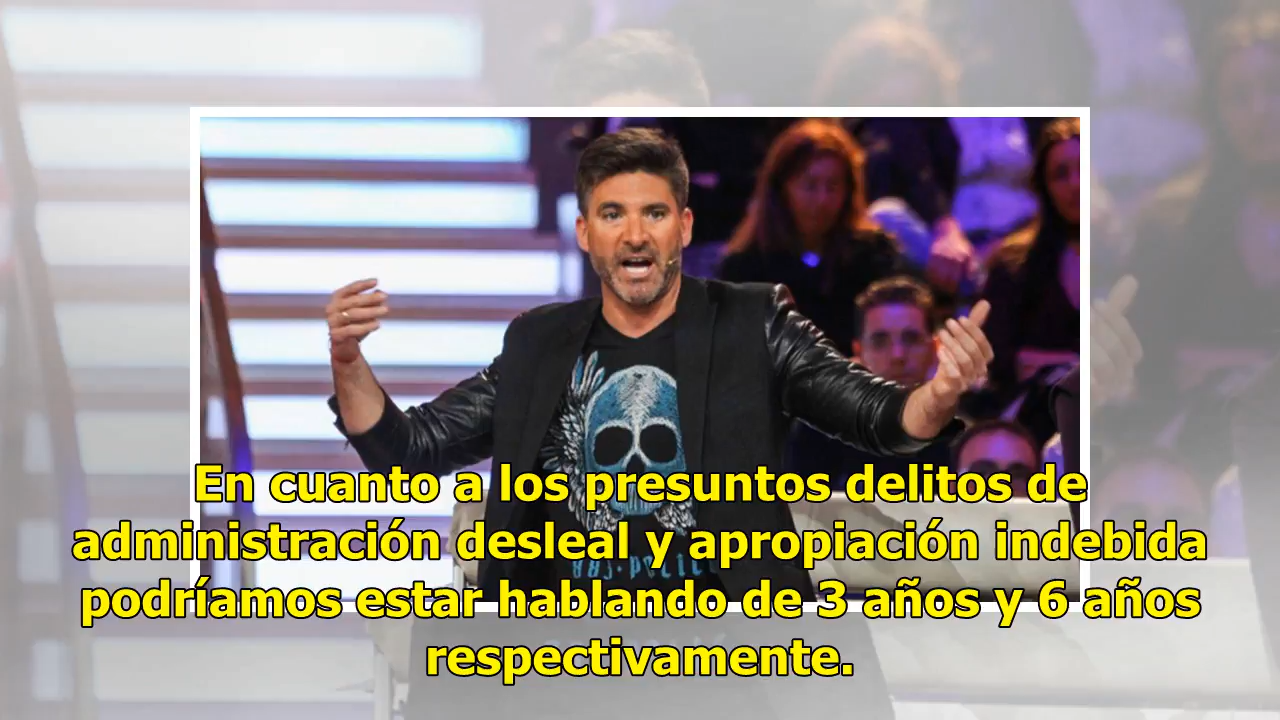 En cuanto a los presuntos delitos de
administración desleal y apropiación indebida
podríamos estar hablando de 3 años y 6 años
respectivamente.